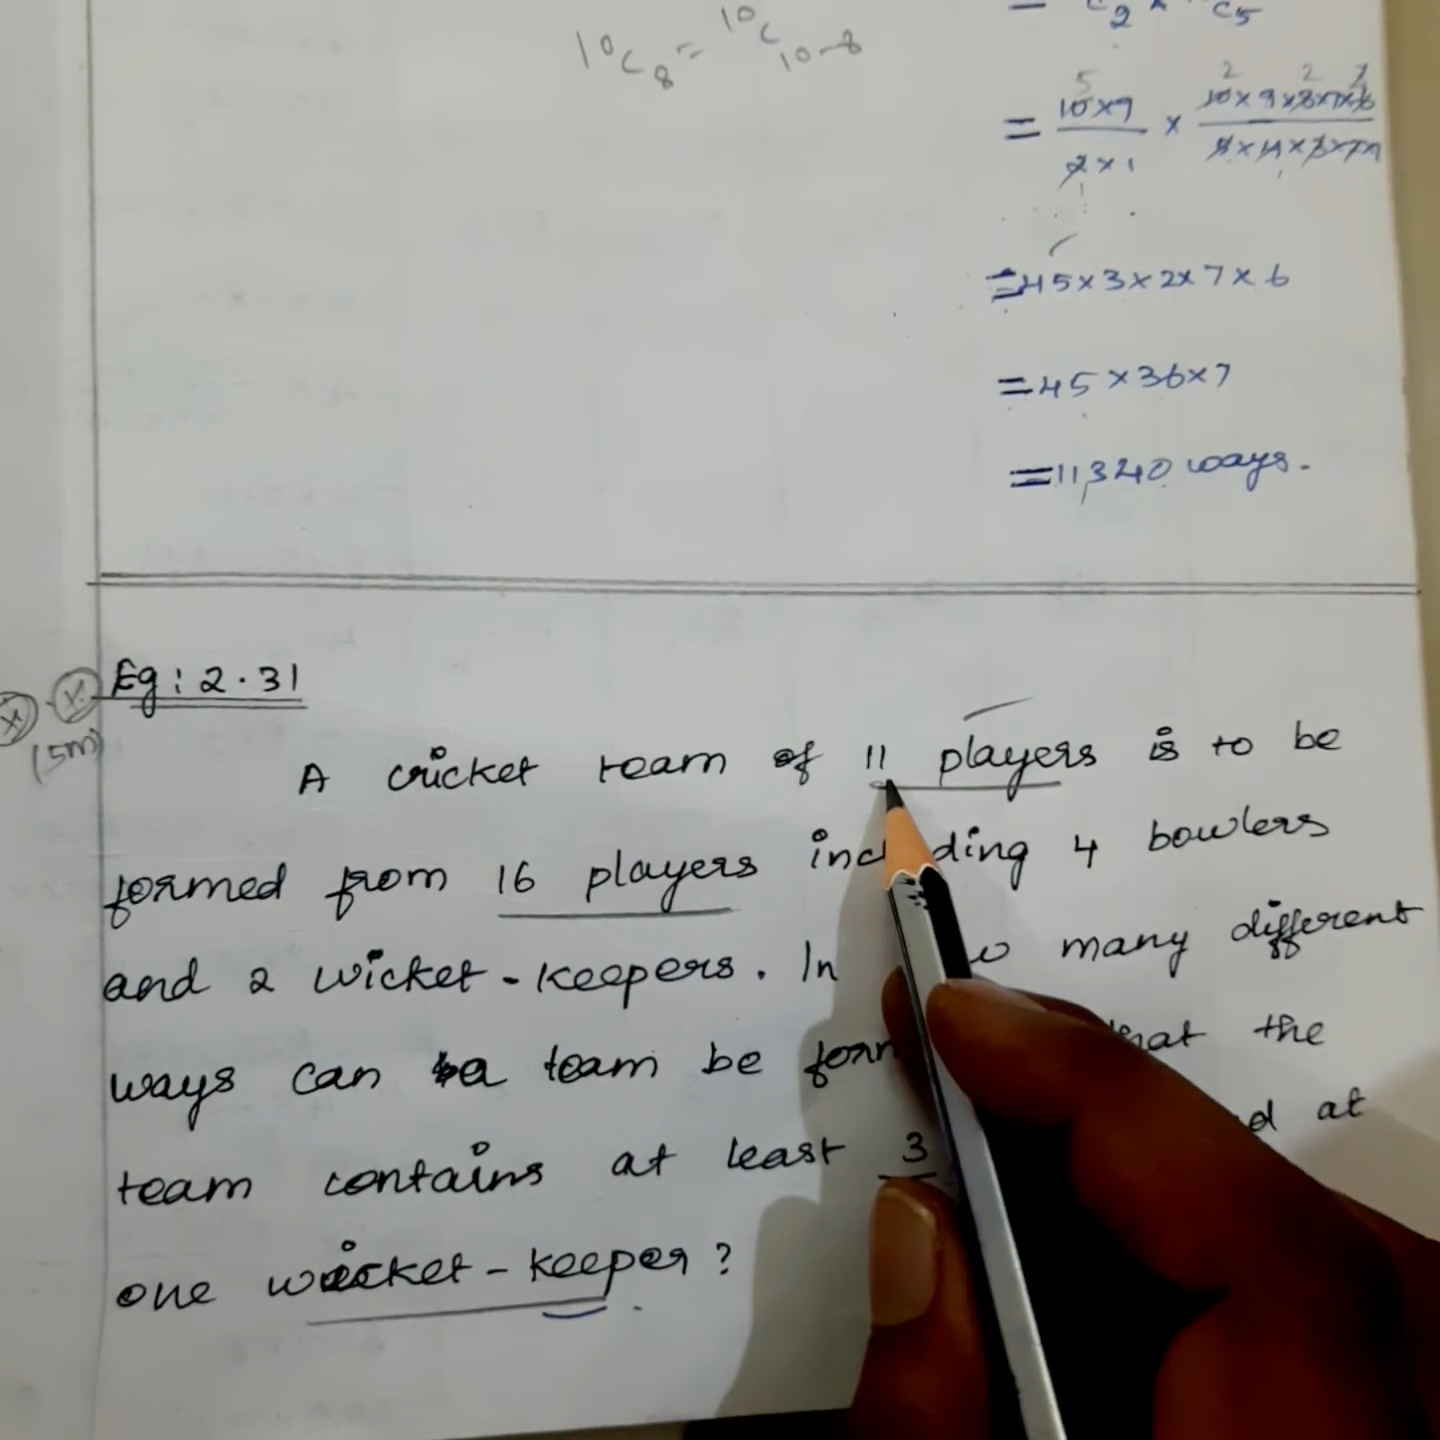 10C8 = 10C10-8
= C2 × C5
= 10×9/2×1 × 10×9×8×7×6/
5 2 2
=45×3×2×7×6
=45×36×7
=11340 ways.
Eg: 2.31
(5m)
A cricket team of 11 players is to be
formed from 16 players including 4 bowlers
and 2 wicket-keepers. In many different
ways can a team be the
team contains at least 3 at
one wicket-keeper?